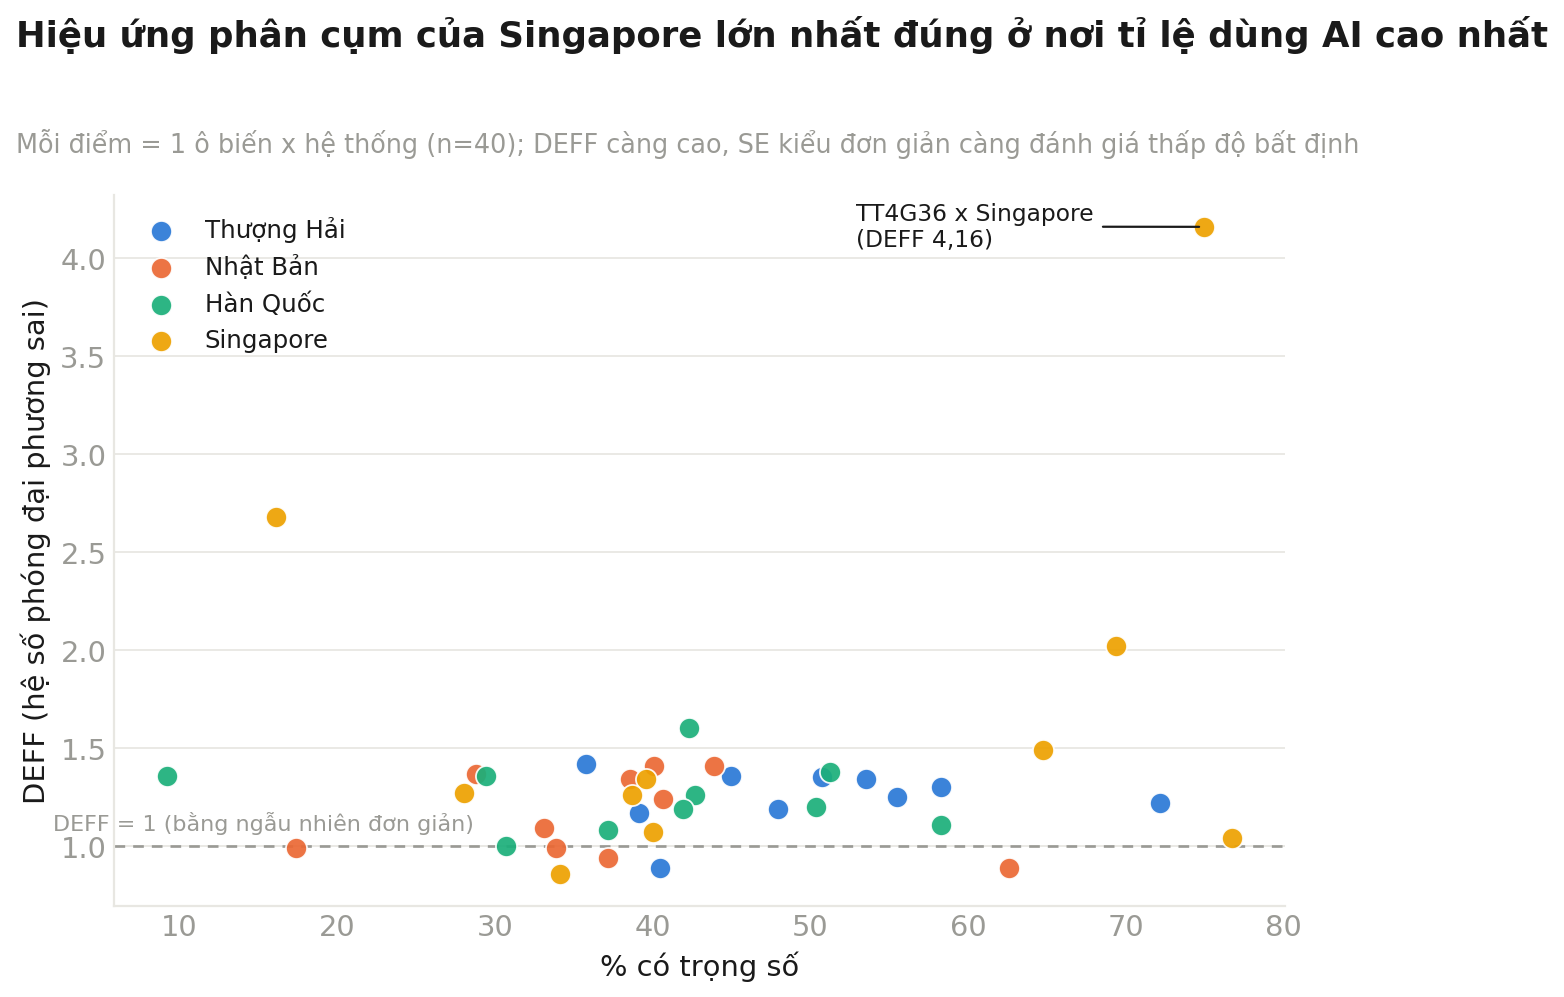 Hiệu ứng phân cụm của Singapore lớn nhất đúng ở nơi tỉ lệ dùng AI cao nhất
Mỗi điểm = 1 ô biến x hệ thống (n=40); DEFF càng cao, SE kiểu đơn giản càng đánh giá thấp độ bất định
Thượng Hải
Nhật Bản
Hàn Quốc
Singapore
TT4G36 x Singapore
(DEFF 4,16)
DEFF (hệ số phóng đại phương sai)
4.0
3.5
3.0
2.5
2.0
1.5
1.0
DEFF = 1 (bằng ngẫu nhiên đơn giản)
10 20 30 40 50 60 70 80
% có trọng số